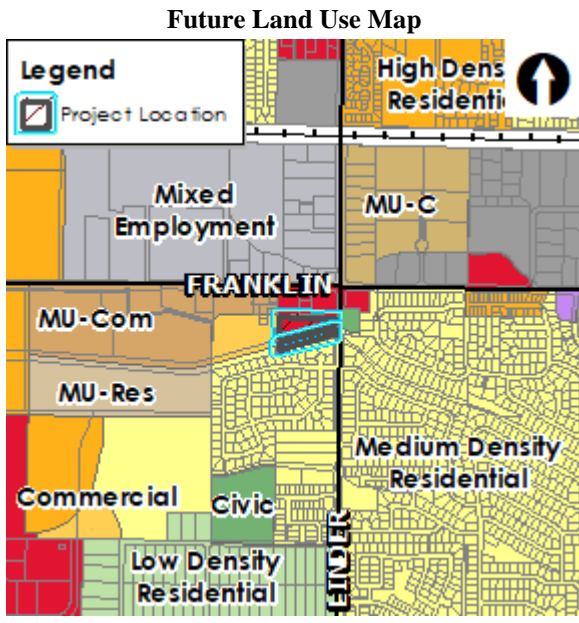 Future Land Use Map
Legend
Project Location
High Dens
Residenti
Mixed
Employment
MU-C
FRANKLIN
MU-Com
MU-Res
Medium Density
Residential
Commercial
Civic
LINDER
Low Density
Residential